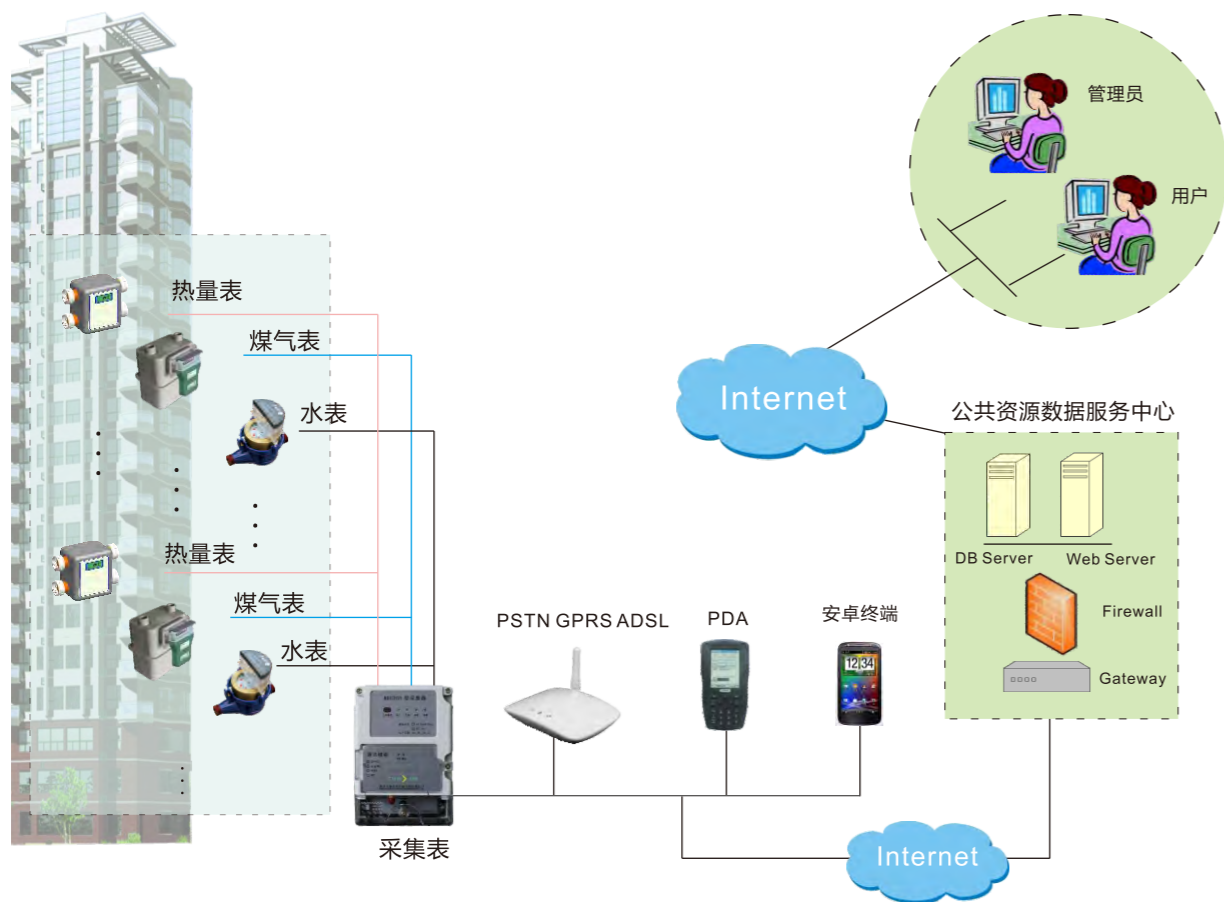 管理员
用户
热量表
煤气表
水表
Internet
公共资源数据服务中心
DB Server
Web Server
热量表
煤气表
水表
PSTN GPRS ADSL
PDA
安卓终端
12 34
Firewall
Gateway
采集表
Internet